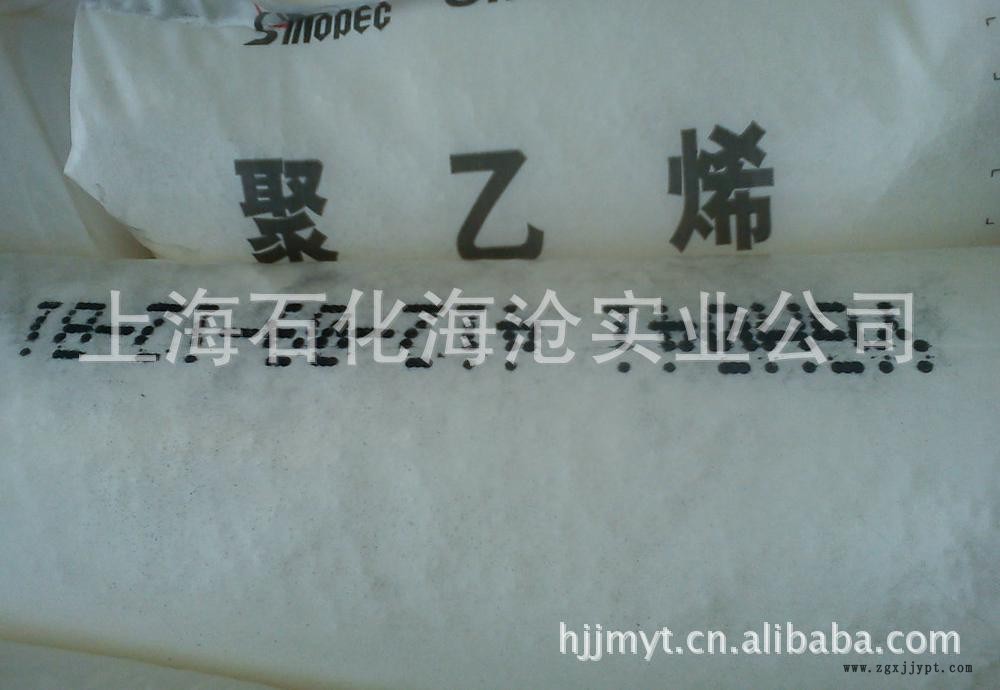 Sinopec
聚乙烯
上海石化海沧实业公司
hjjmyt.cn.alibaba.com
www.zgxjjypt.com